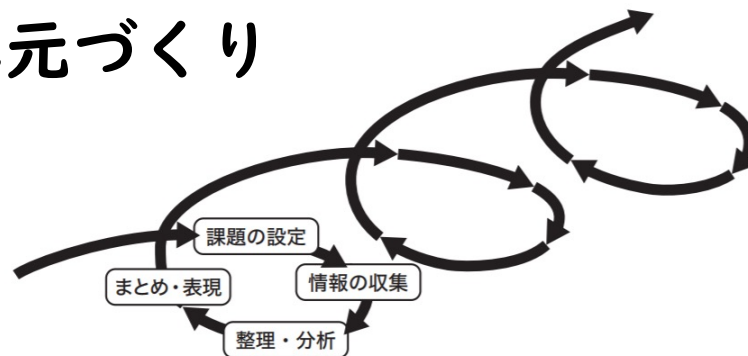 元づくり
課題の設定
情報の収集
整理・分析
まとめ・表現